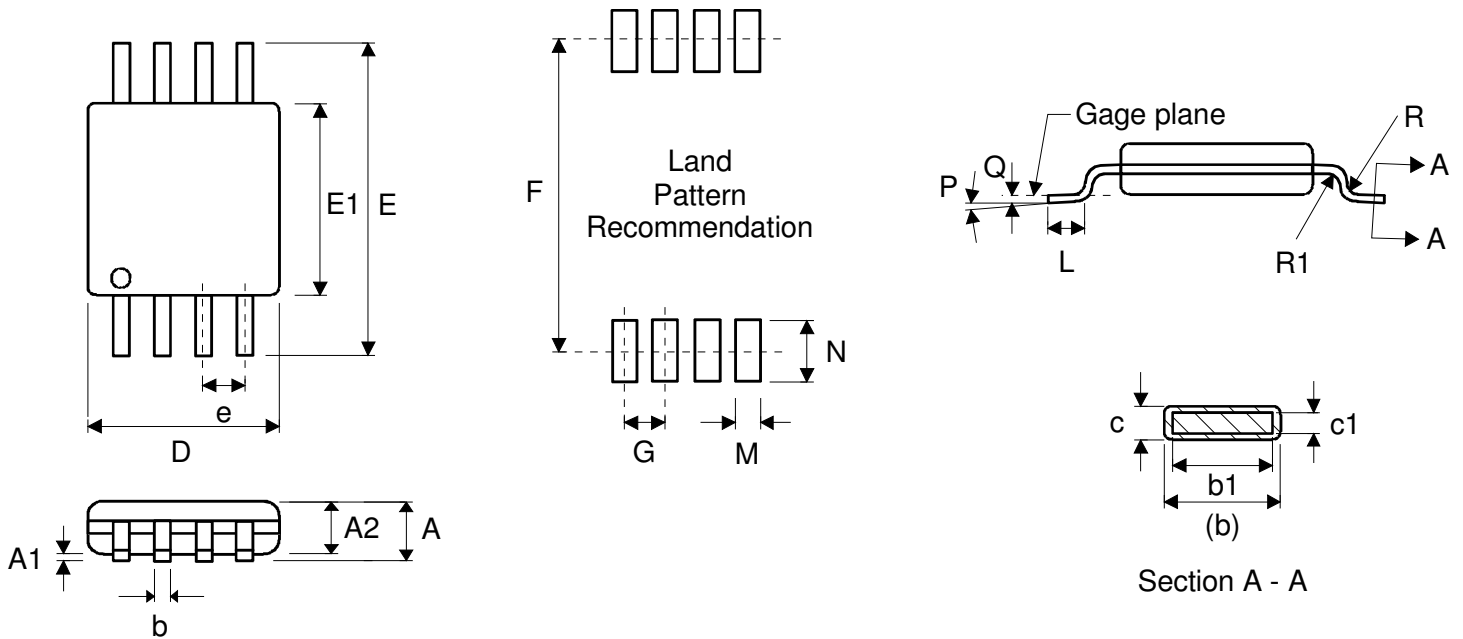 E1
E
e
D
A1
A2
A
b
F
Land
Pattern
Recommendation
N
G
M
Gage plane
R
P
Q
A
L
R1
A
c
c1
b1
(b)
Section A - A